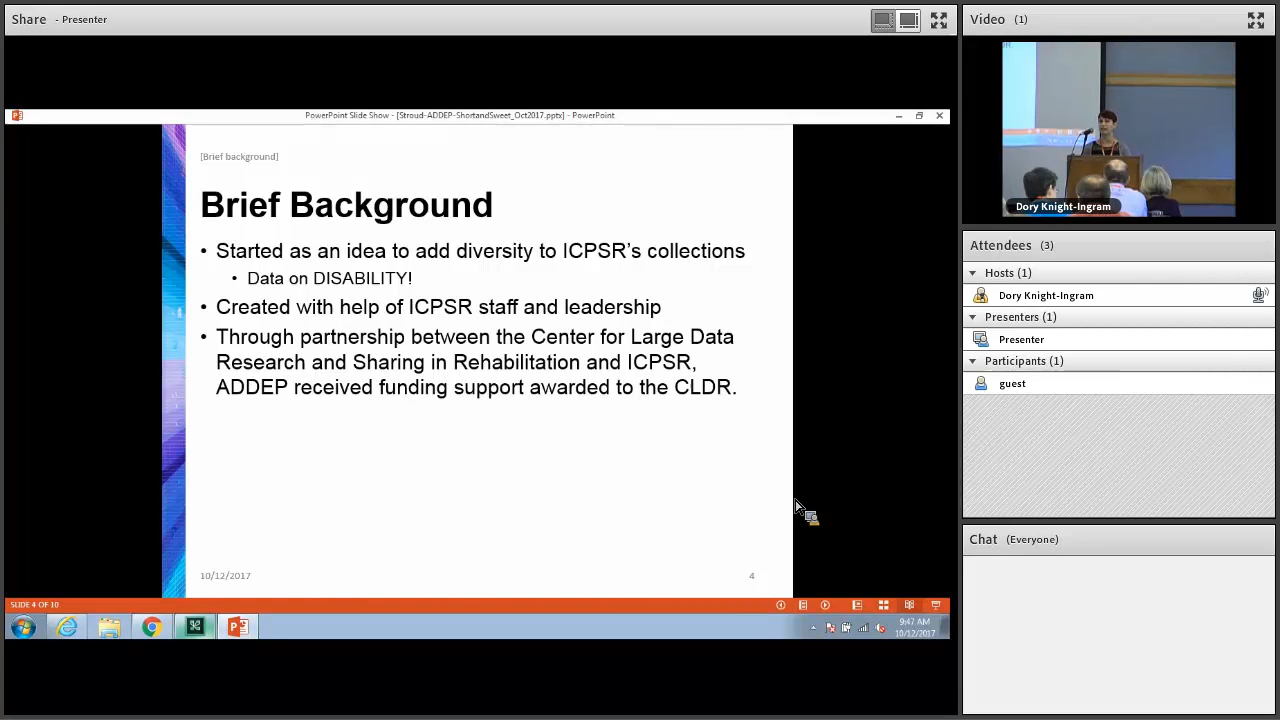 Share - Presenter
PowerPoint Slide Show - [Stroud-ADDEP-ShortandSweet_Oct2017.pptx] - PowerPoint
[Brief background]
Brief Background
• Started as an idea to add diversity to ICPSR's collections
• Data on DISABILITY!
• Created with help of ICPSR staff and leadership
• Through partnership between the Center for Large Data
Research and Sharing in Rehabilitation and ICPSR,
ADDEP received funding support awarded to the CLDR.
10/12/2017
4
SLIDE 4 OF 10
9:47 AM
10/12/2017
Video (1)
Dory Knight-Ingram
Attendees (3)
Hosts (1)
Dory Knight-Ingram
Presenters (1)
Presenter
Participants (1)
guest
Chat (Everyone)